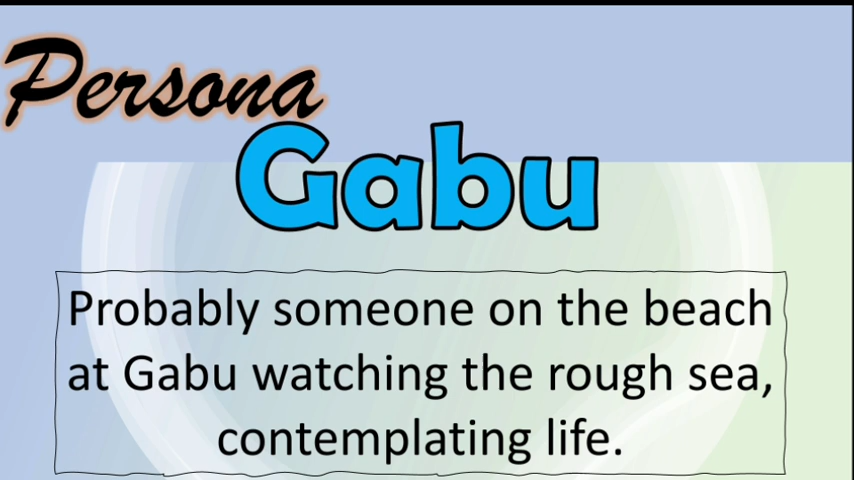 Persona
Gabu
Probably someone on the beach
at Gabu watching the rough sea,
contemplating life.